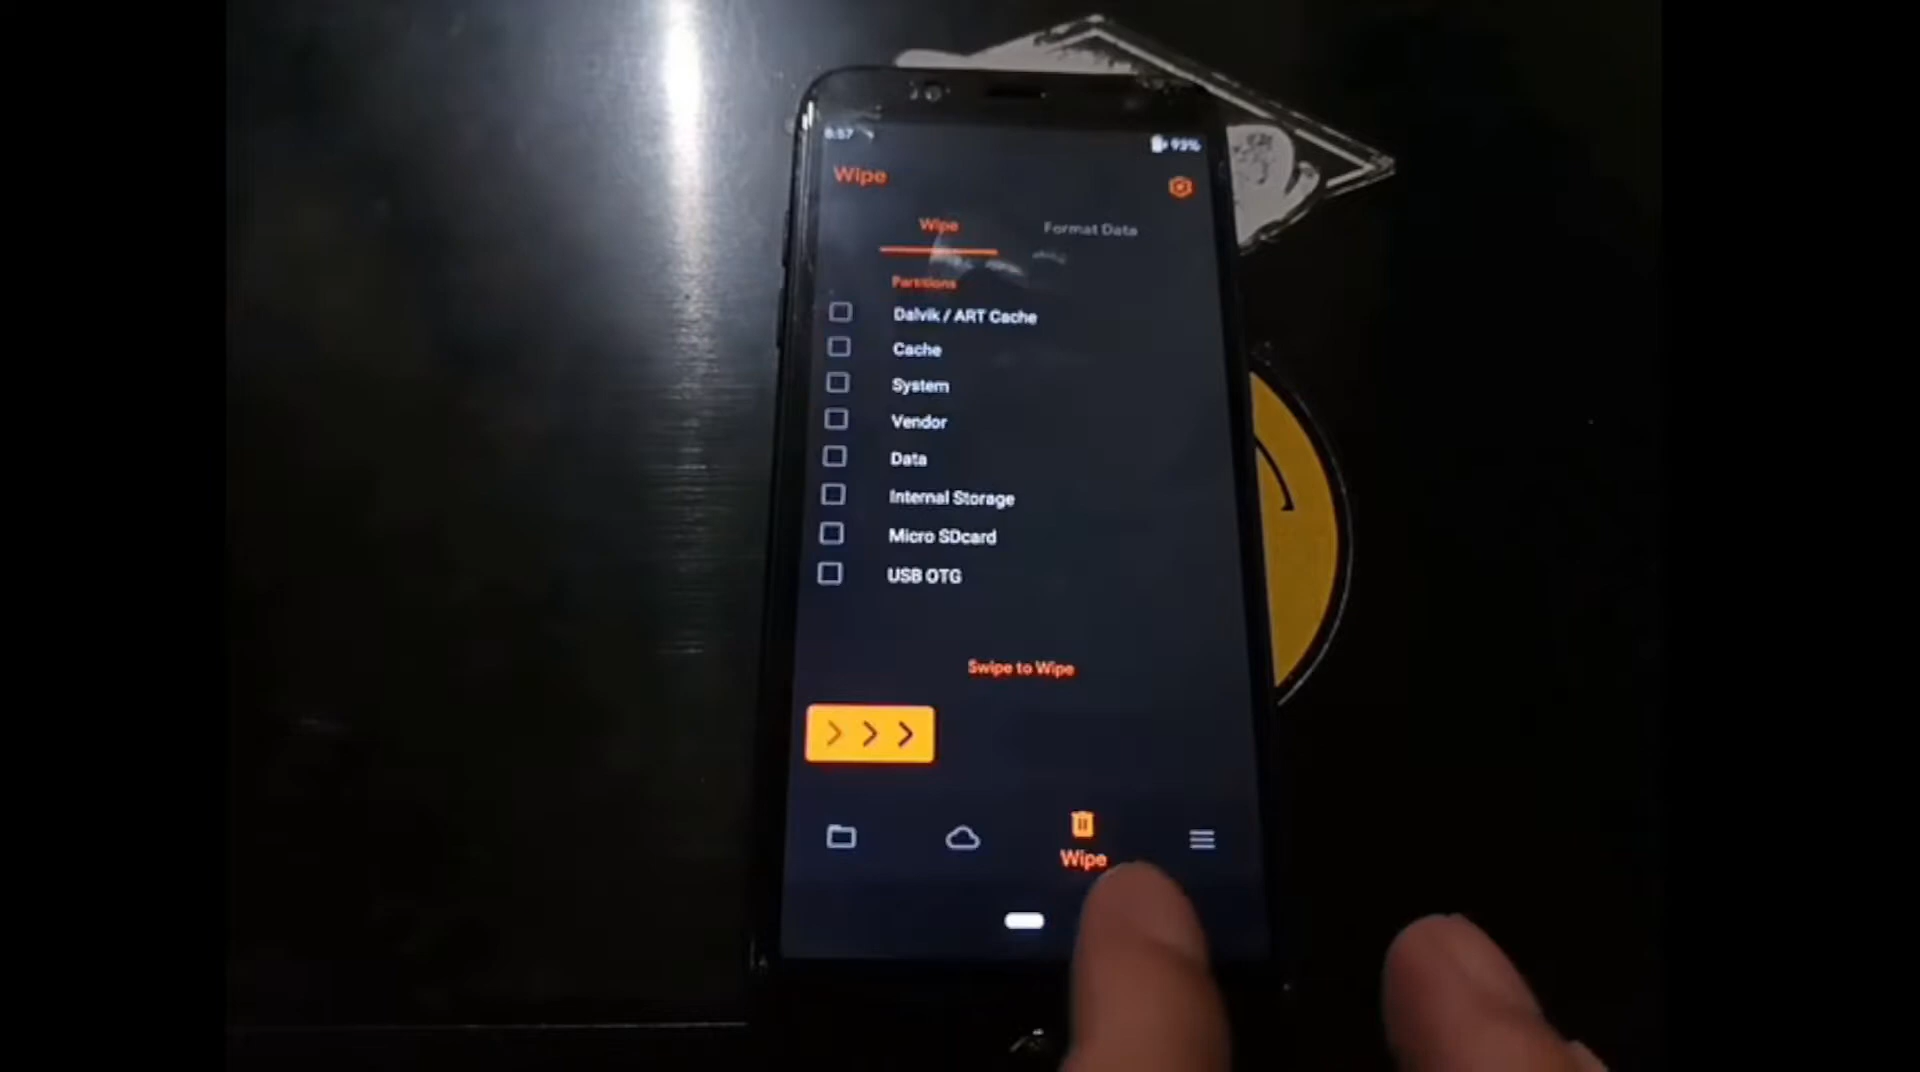 8:57
93%
Wipe
Wipe
Format Data
Partitions
Dalvik / ART Cache
Cache
System
Vendor
Data
Internal Storage
Micro SDcard
USB OTG
Swipe to Wipe
Wipe